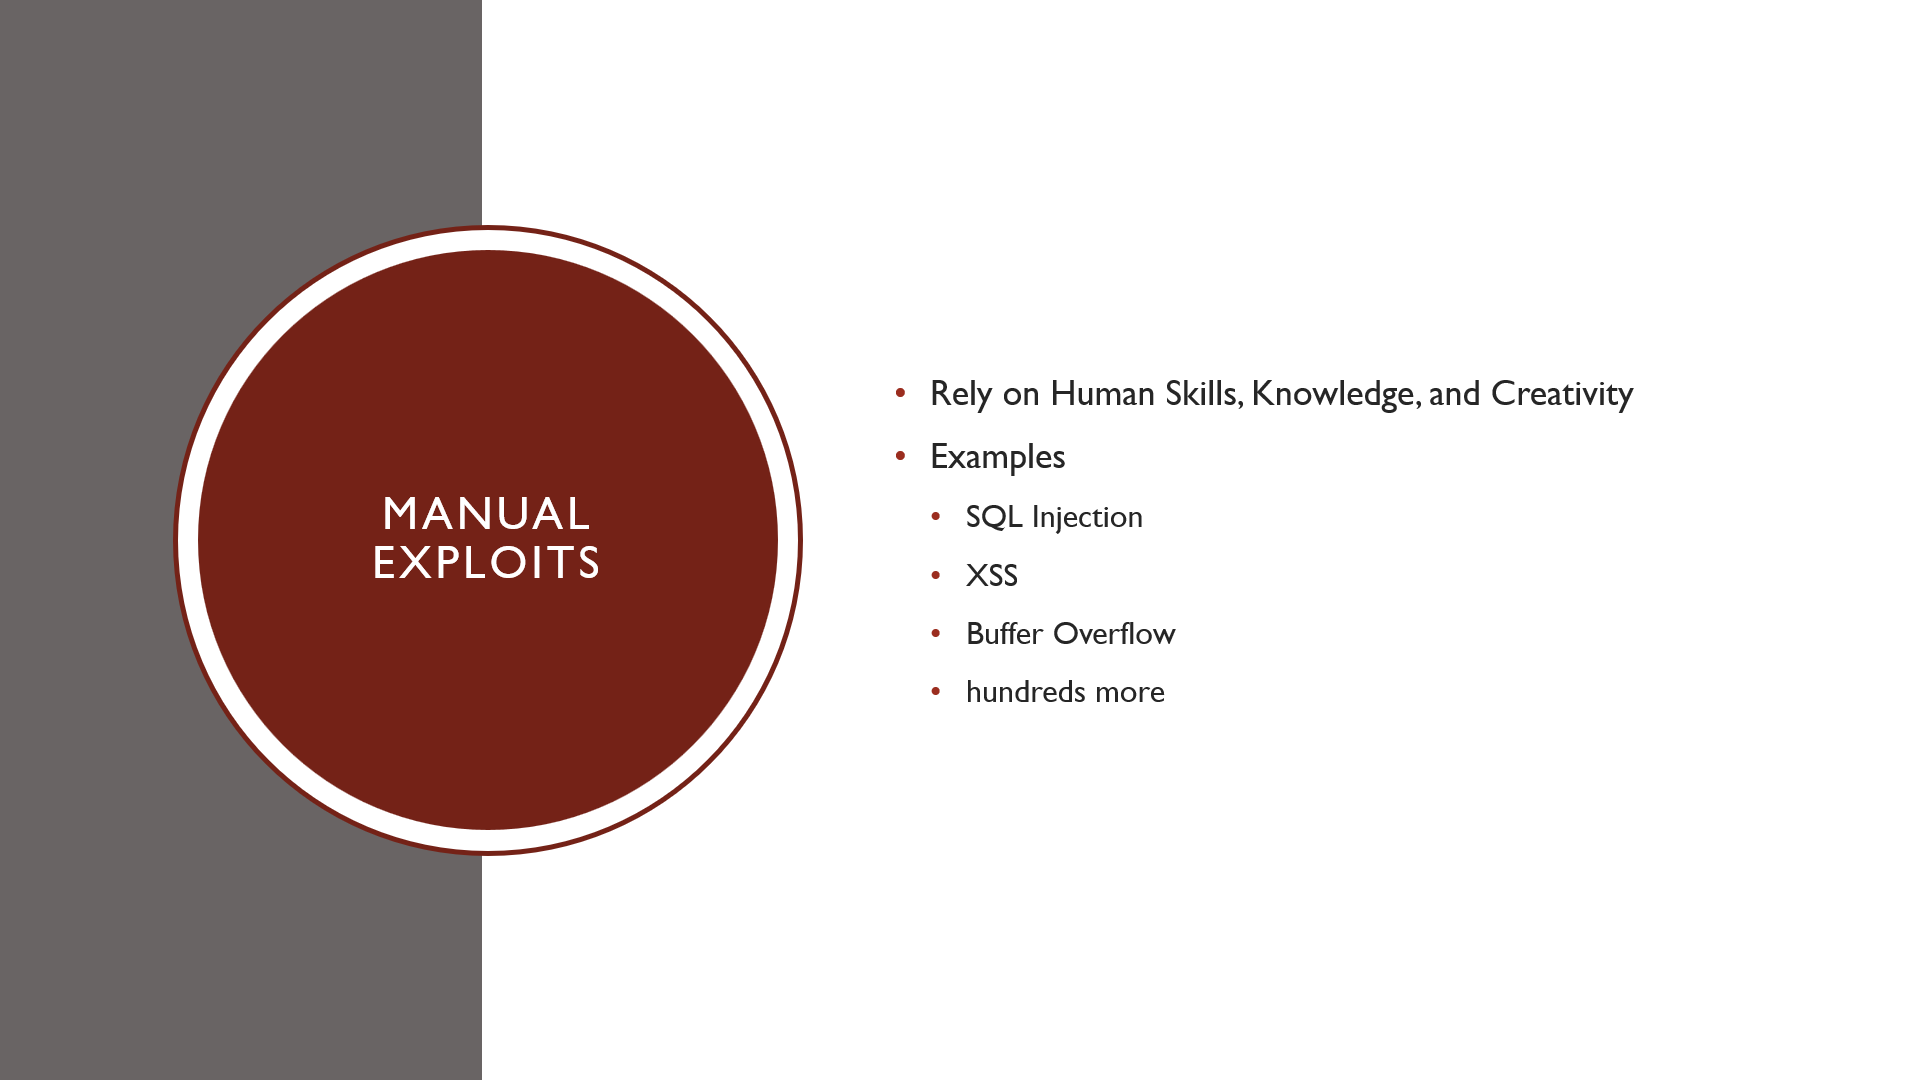 MANUAL
EXPLOITS
• Rely on Human Skills, Knowledge, and Creativity
• Examples
• SQL Injection
• XSS
• Buffer Overflow
• hundreds more